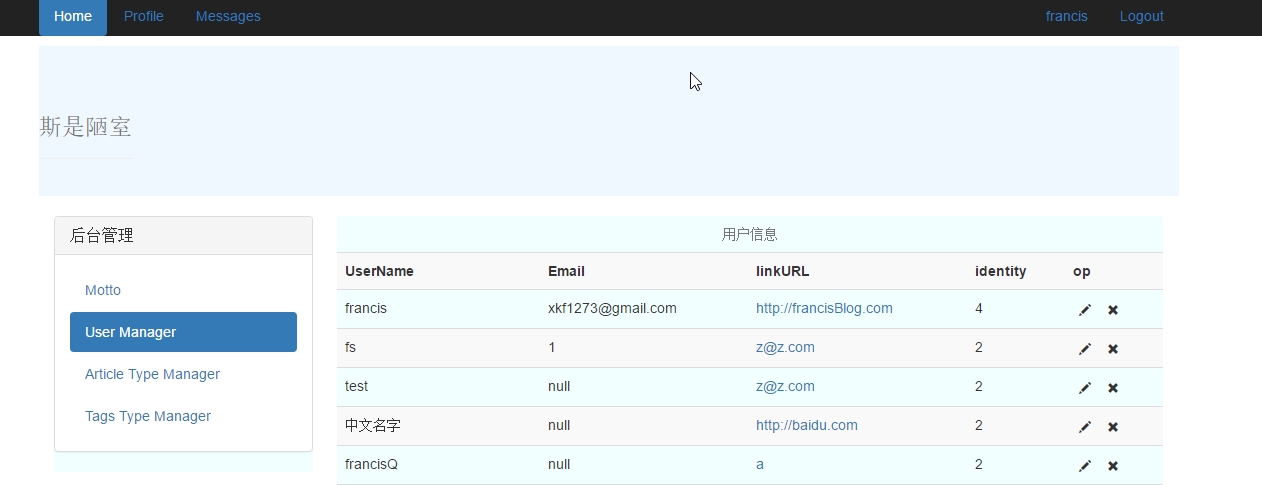 Home Profile Messages francis Logout
斯是陋室
后台管理
Motto
User Manager
Article Type Manager
Tags Type Manager
用户信息
UserName Email linkURL identity op
francis xkf1273@gmail.com http://francisBlog.com 4
fs 1 z@z.com 2
test null z@z.com 2
中文名字 null http://baidu.com 2
francisQ null a 2